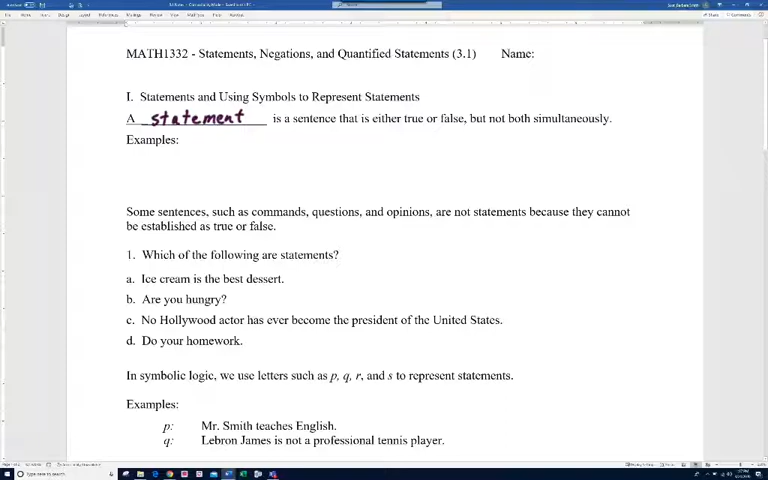 MATH1332 - Statements, Negations, and Quantified Statements (3.1) Name:
I. Statements and Using Symbols to Represent Statements
A statement is a sentence that is either true or false, but not both simultaneously.
Examples:
Some sentences, such as commands, questions, and opinions, are not statements because they cannot
be established as true or false.
1. Which of the following are statements?
a. Ice cream is the best dessert.
b. Are you hungry?
c. No Hollywood actor has ever become the president of the United States.
d. Do your homework.
In symbolic logic, we use letters such as p, q, r, and s to represent statements.
Examples:
p: Mr. Smith teaches English.
q: Lebron James is not a professional tennis player.
Type here to search